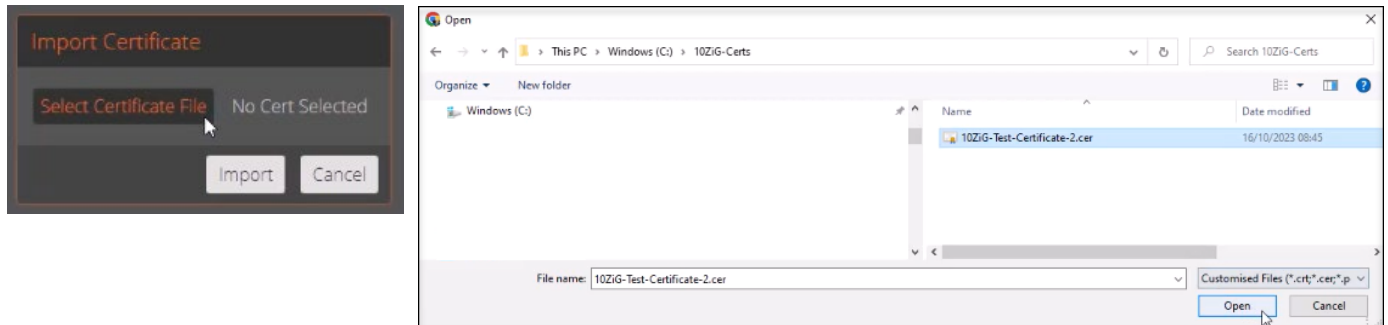 Import Certificate
Select Certificate File No Cert Selected
Import Cancel
Open
This PC > Windows (C:) > 10ZiG-Certs
Search 10ZiG-Certs
Organize New folder
Windows (C:)
Name Date modified
10ZiG-Test-Certificate-2.cer 16/10/2023 08:45
File name: 10ZiG-Test-Certificate-2.cer Customised Files (*.crt;*.cer;*.p
Open Cancel